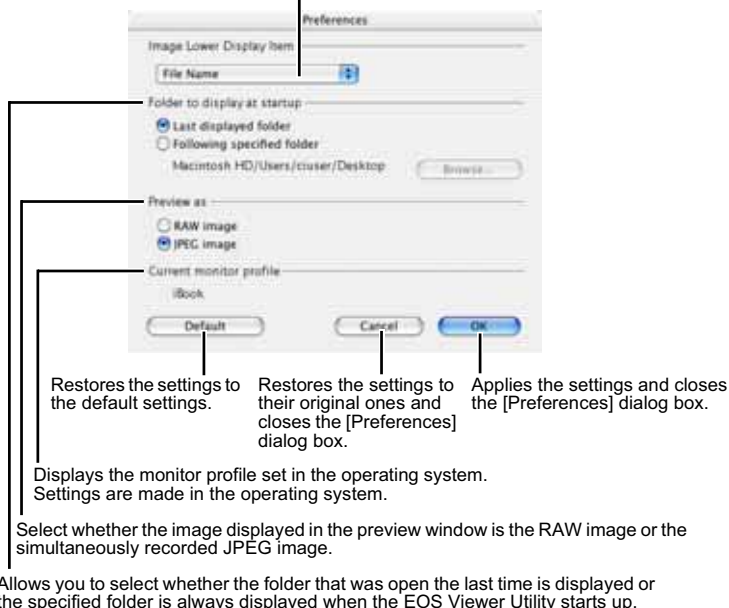 Preferences
Image Lower Display Item
File Name
Folder to display at startup
Last displayed folder
Following specified folder
Macintosh HD/Users/ciuser/Desktop
Browse...
Preview as
RAW image
JPEG image
Current monitor profile
iBook
Default
Cancel
OK
Restores the settings to
the default settings.
Restores the settings to
their original ones and
closes the [Preferences]
dialog box.
Applies the settings and closes
the [Preferences] dialog box.
Displays the monitor profile set in the operating system.
Settings are made in the operating system.
Select whether the image displayed in the preview window is the RAW image or the
simultaneously recorded JPEG image.
Allows you to select whether the folder that was open the last time is displayed or
the specified folder is always displayed when the EOS Viewer Utility starts up.